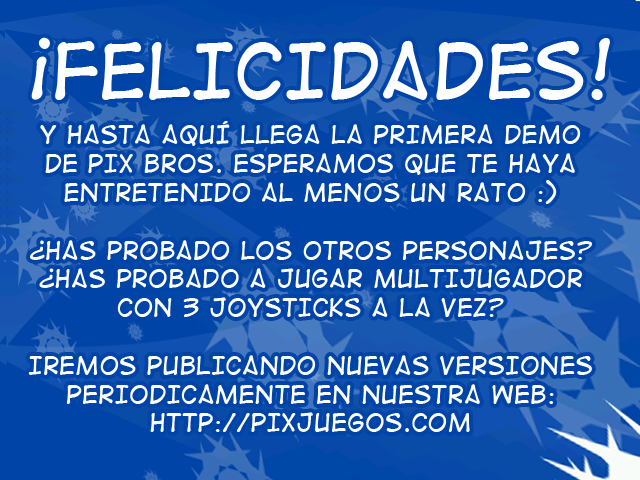 ¡FELICIDADES!
Y HASTA AQUÍ LLEGA LA PRIMERA DEMO
DE PIX BROS. ESPERAMOS QUE TE HAYA
ENTRETENIDO AL MENOS UN RATO :)
¿HAS PROBADO LOS OTROS PERSONAJES?
¿HAS PROBADO A JUGAR MULTIJUGADOR
CON 3 JOYSTICKS A LA VEZ?
IREMOS PUBLICANDO NUEVAS VERSIONES
PERIODICAMENTE EN NUESTRA WEB:
HTTP://PIXJUEGOS.COM